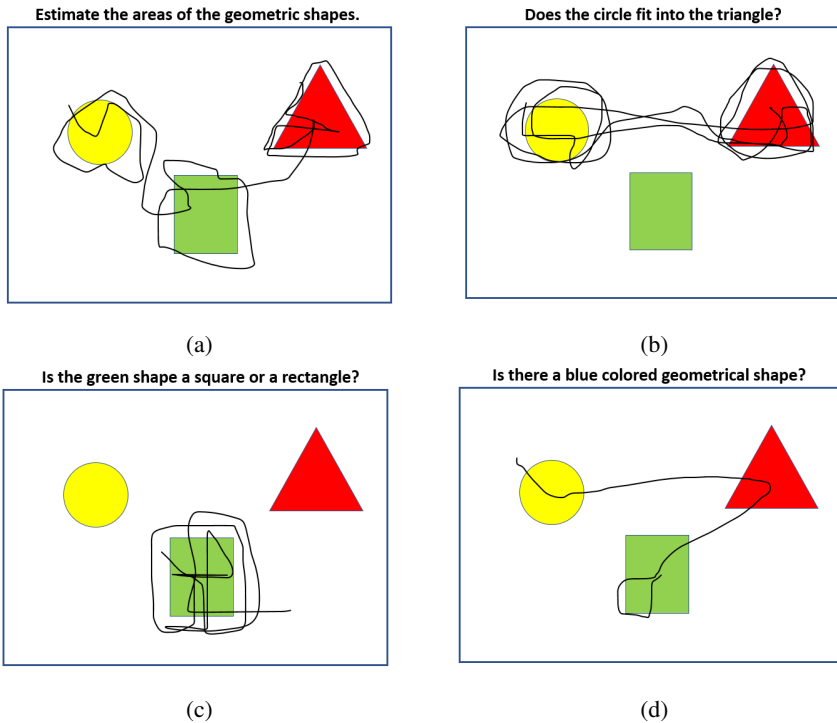 Estimate the areas of the geometric shapes.
Does the circle fit into the triangle?
(a)
(b)
Is the green shape a square or a rectangle?
Is there a blue colored geometrical shape?
(c)
(d)